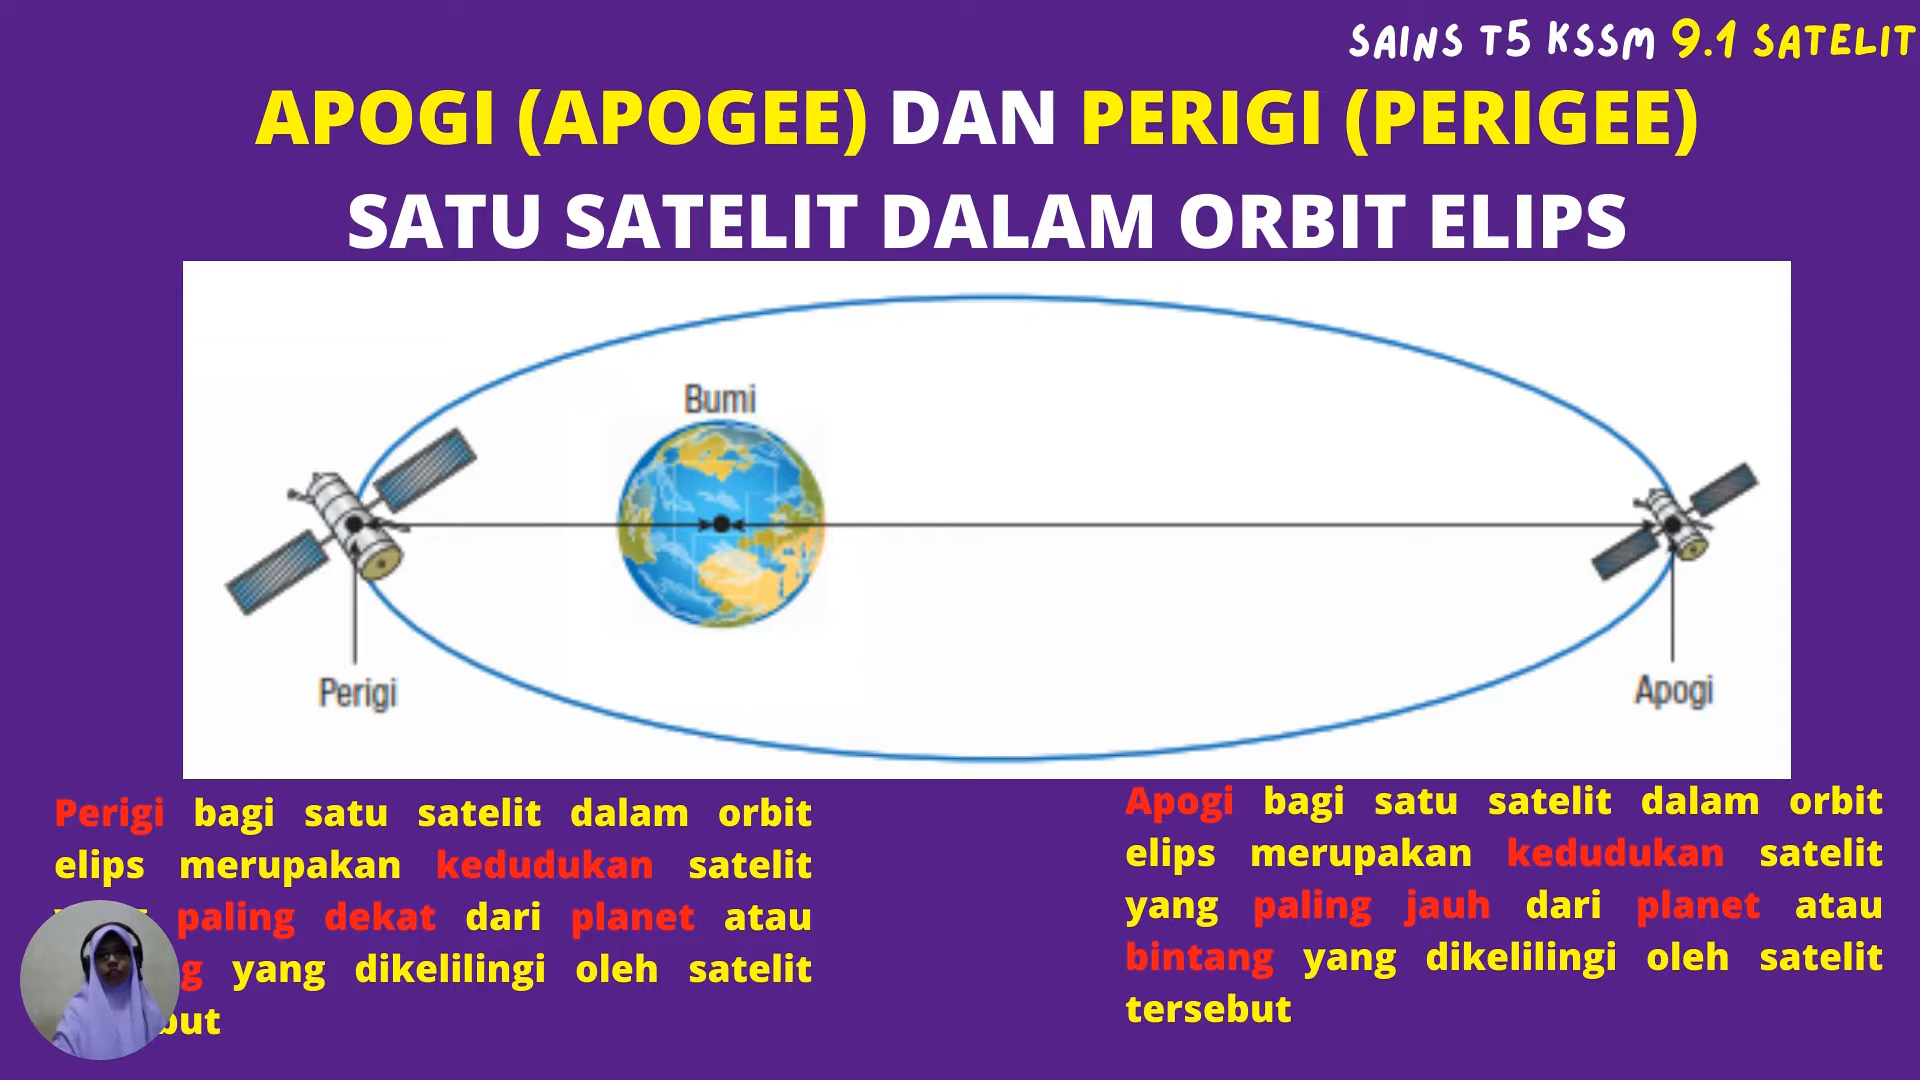 SAINS T5 KSSM 9.1 SATELIT
APOGI (APOGEE) DAN PERIGI (PERIGEE)
SATU SATELIT DALAM ORBIT ELIPS
Bumi
Perigi
Apogi
Perigi bagi satu satelit dalam orbit
elips merupakan kedudukan satelit
paling dekat dari planet atau
yang dikelilingi oleh satelit
Apogi bagi satu satelit dalam orbit
elips merupakan kedudukan satelit
yang paling jauh dari planet atau
bintang yang dikelilingi oleh satelit
tersebut